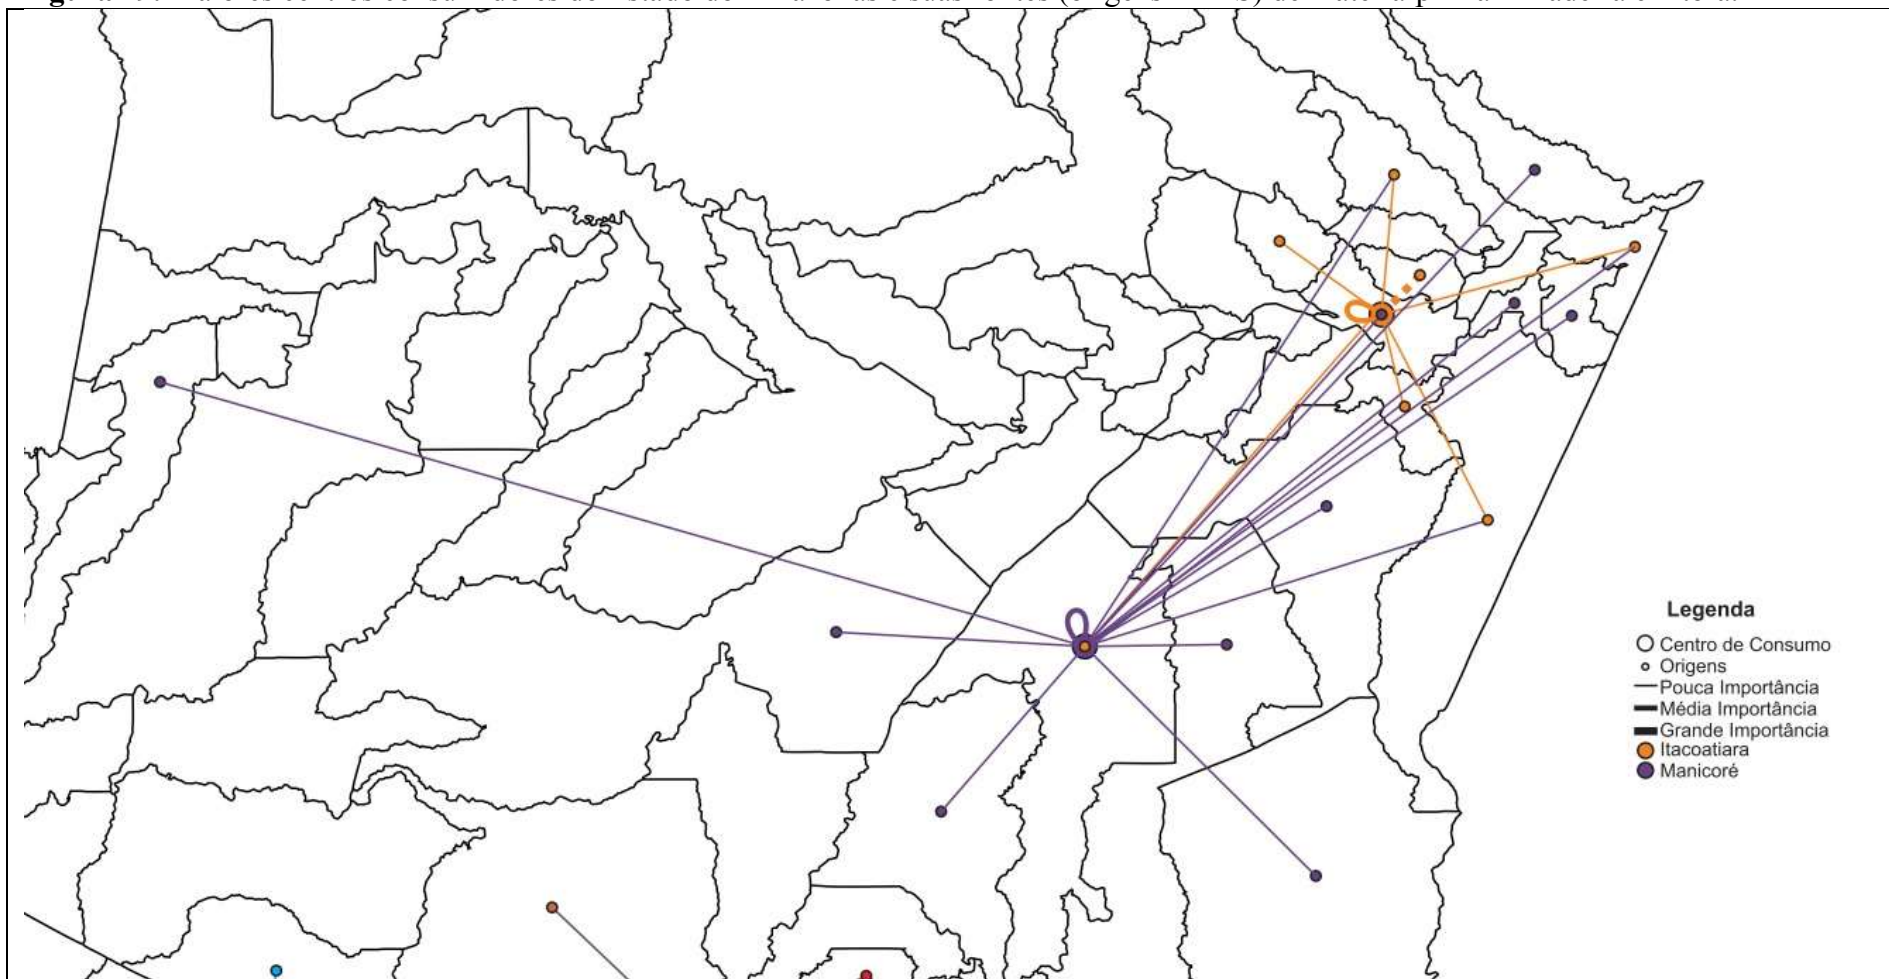 Legenda
Centro de Consumo
Origens
Pouca Importância
Média Importância
Grande Importância
Itacoatiara
Manicoré